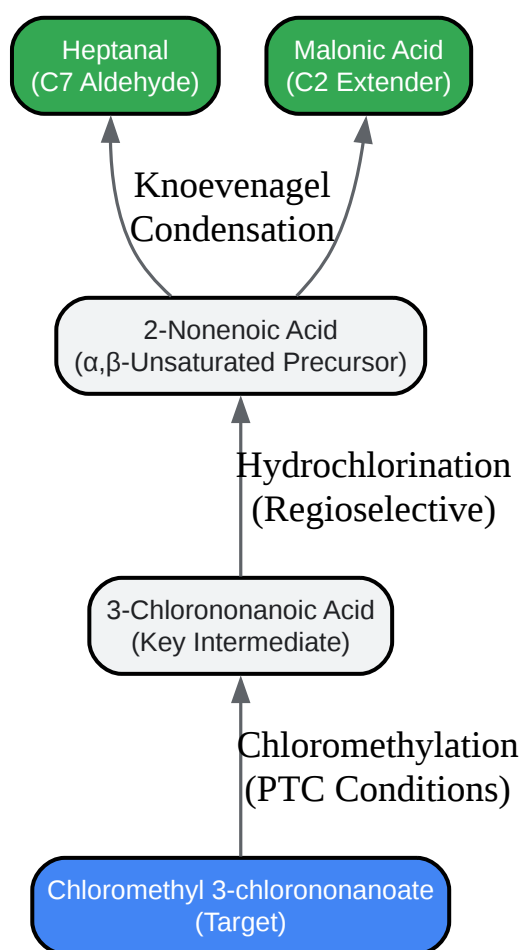 Heptanal
(C7 Aldehyde)
Malonic Acid
(C2 Extender)
Knoevenagel
Condensation
2-Nonenoic Acid
(α,β-Unsaturated Precursor)
Hydrochlorination
(Regioselective)
3-Chlorononanoic Acid
(Key Intermediate)
Chloromethylation
(PTC Conditions)
Chloromethyl 3-chlorononanoate
(Target)